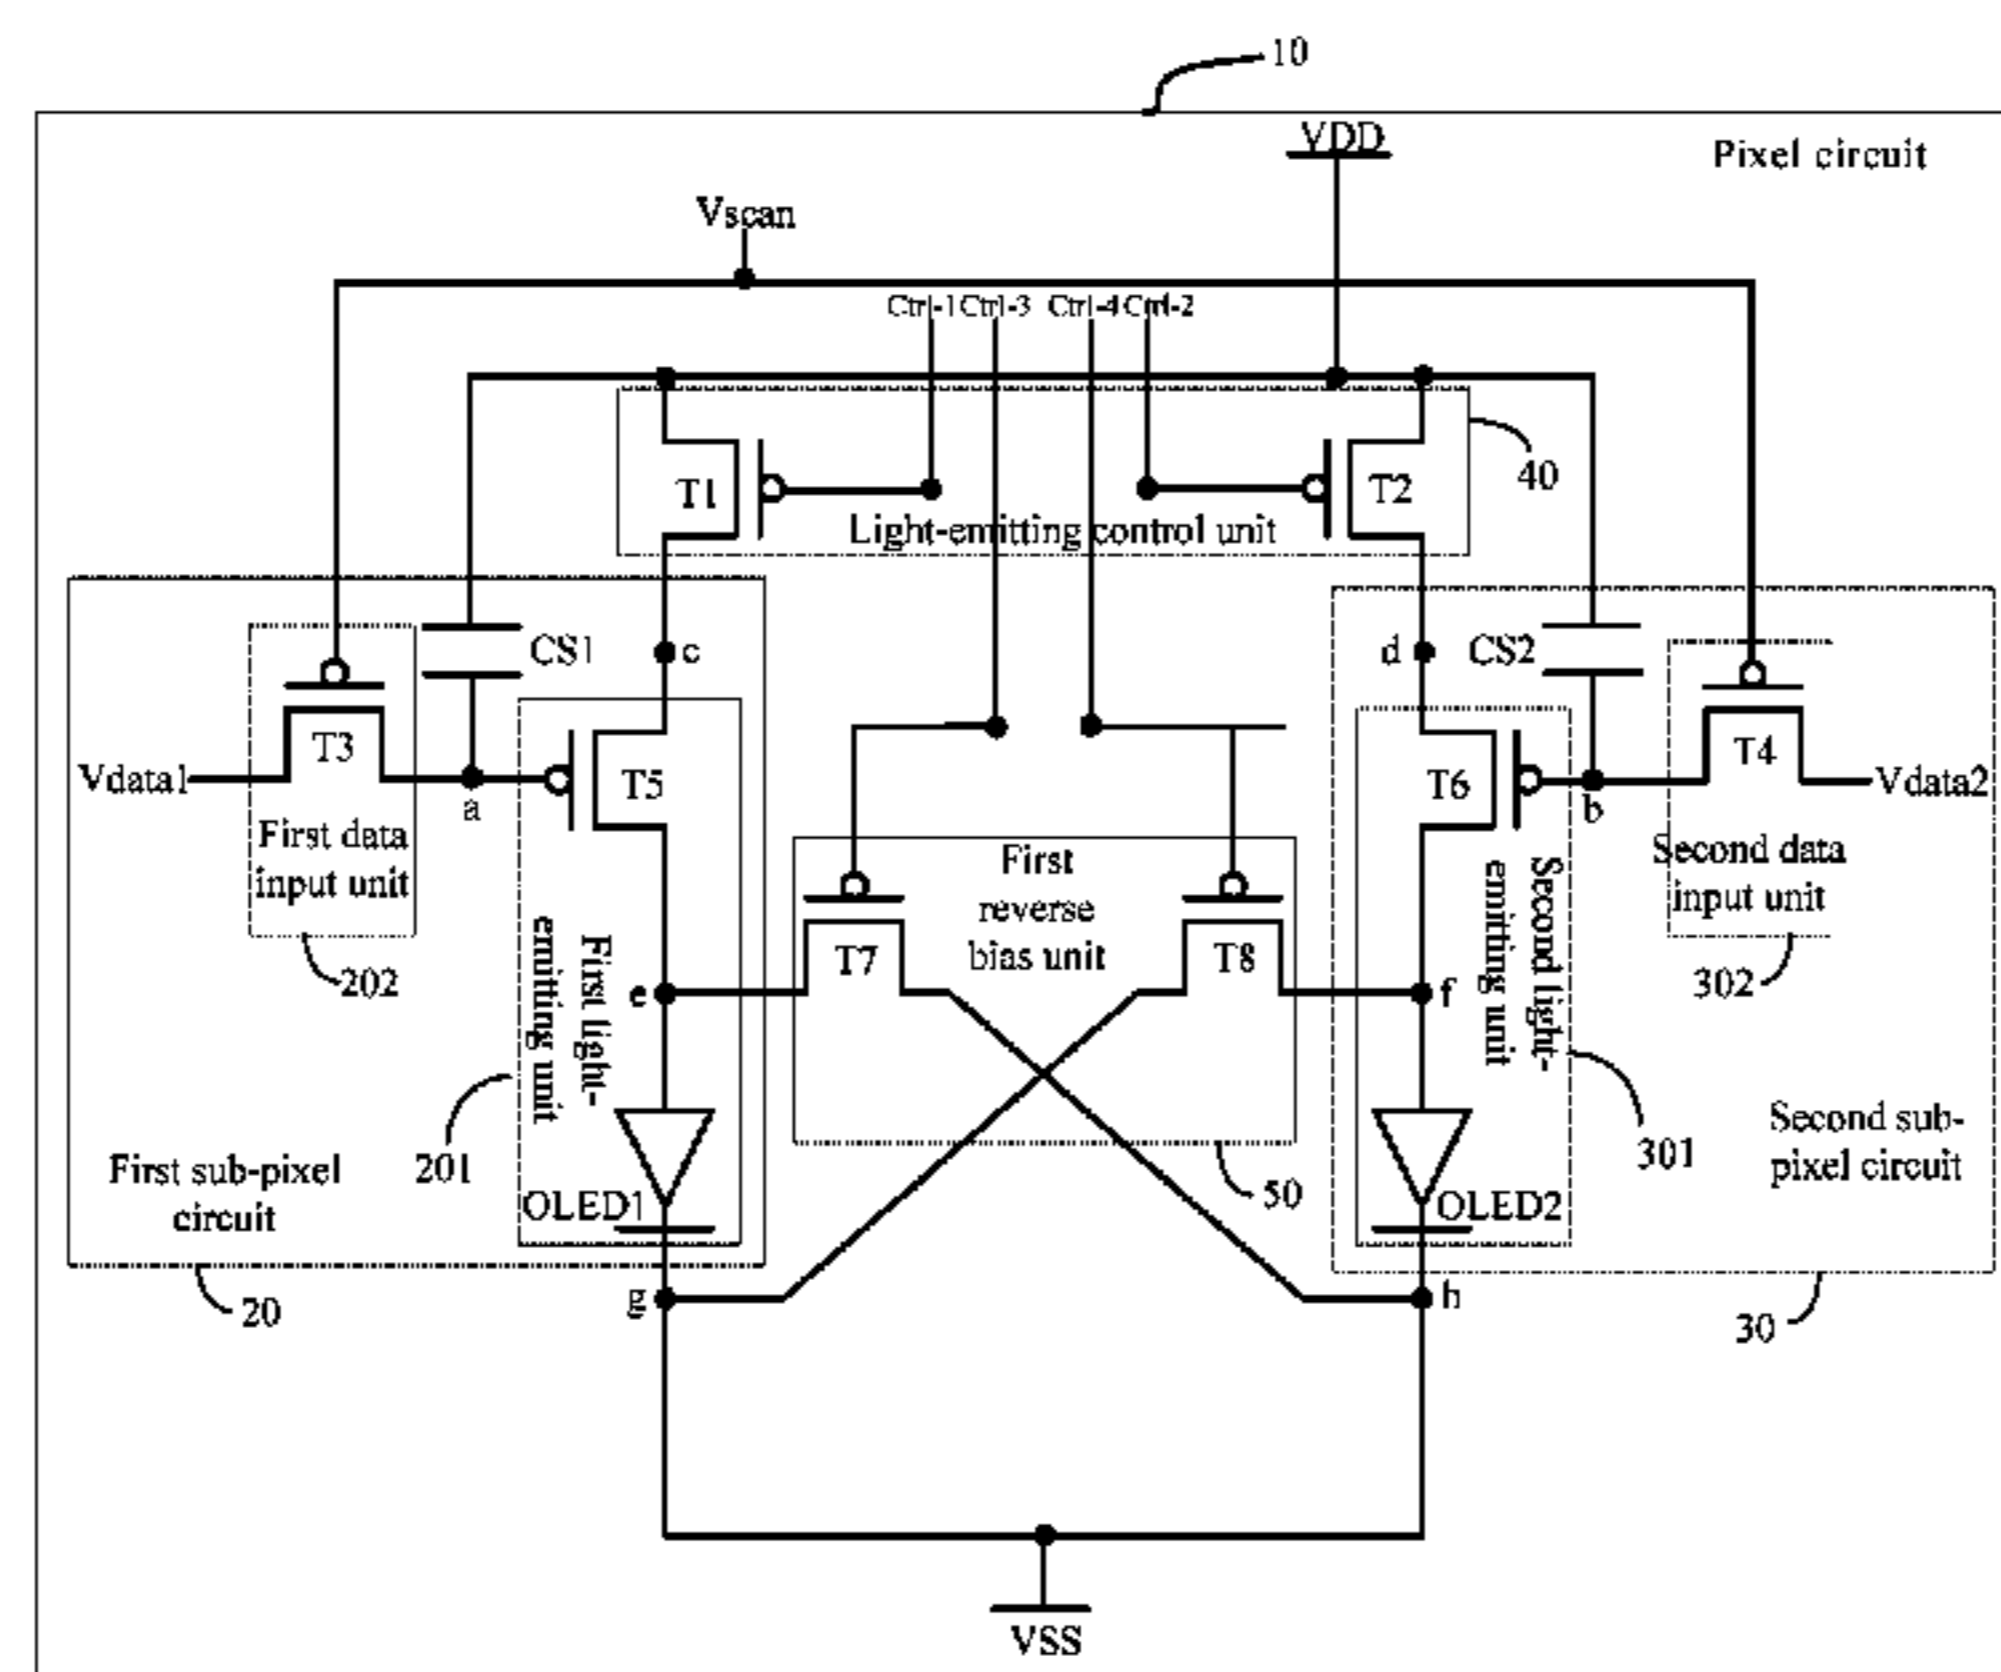 10
VDD
Pixel circuit
Vscan
Ctrl-1 Ctrl-3 Ctrl-4 Ctrl-2
T1
T2
40
Light-emitting control unit
CS1
c
d
CS2
T3
T5
T6
T4
Vdata1
a
b
Vdata2
First data
input unit
First
reverse
bias unit
Second data
input unit
T7
T8
202
302
e
f
First light-
emitting unit
Second light-
emitting unit
201
301
First sub-pixel
circuit
Second sub-
pixel circuit
50
OLED1
OLED2
g
h
20
30
VSS